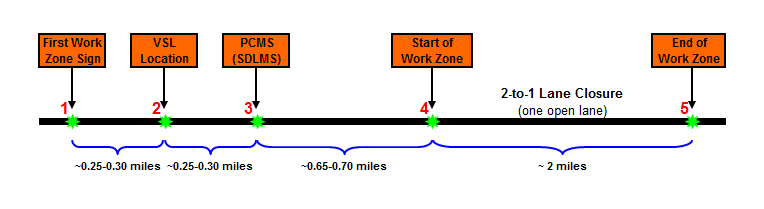 First Work
Zone Sign
VSL
Location
PCMS
(SDLMS)
Start of
Work Zone
End of
Work Zone
2-to-1 Lane Closure
(one open lane)
1
2
3
4
5
~0.25-0.30 miles
~0.25-0.30 miles
~0.65-0.70 miles
~ 2 miles